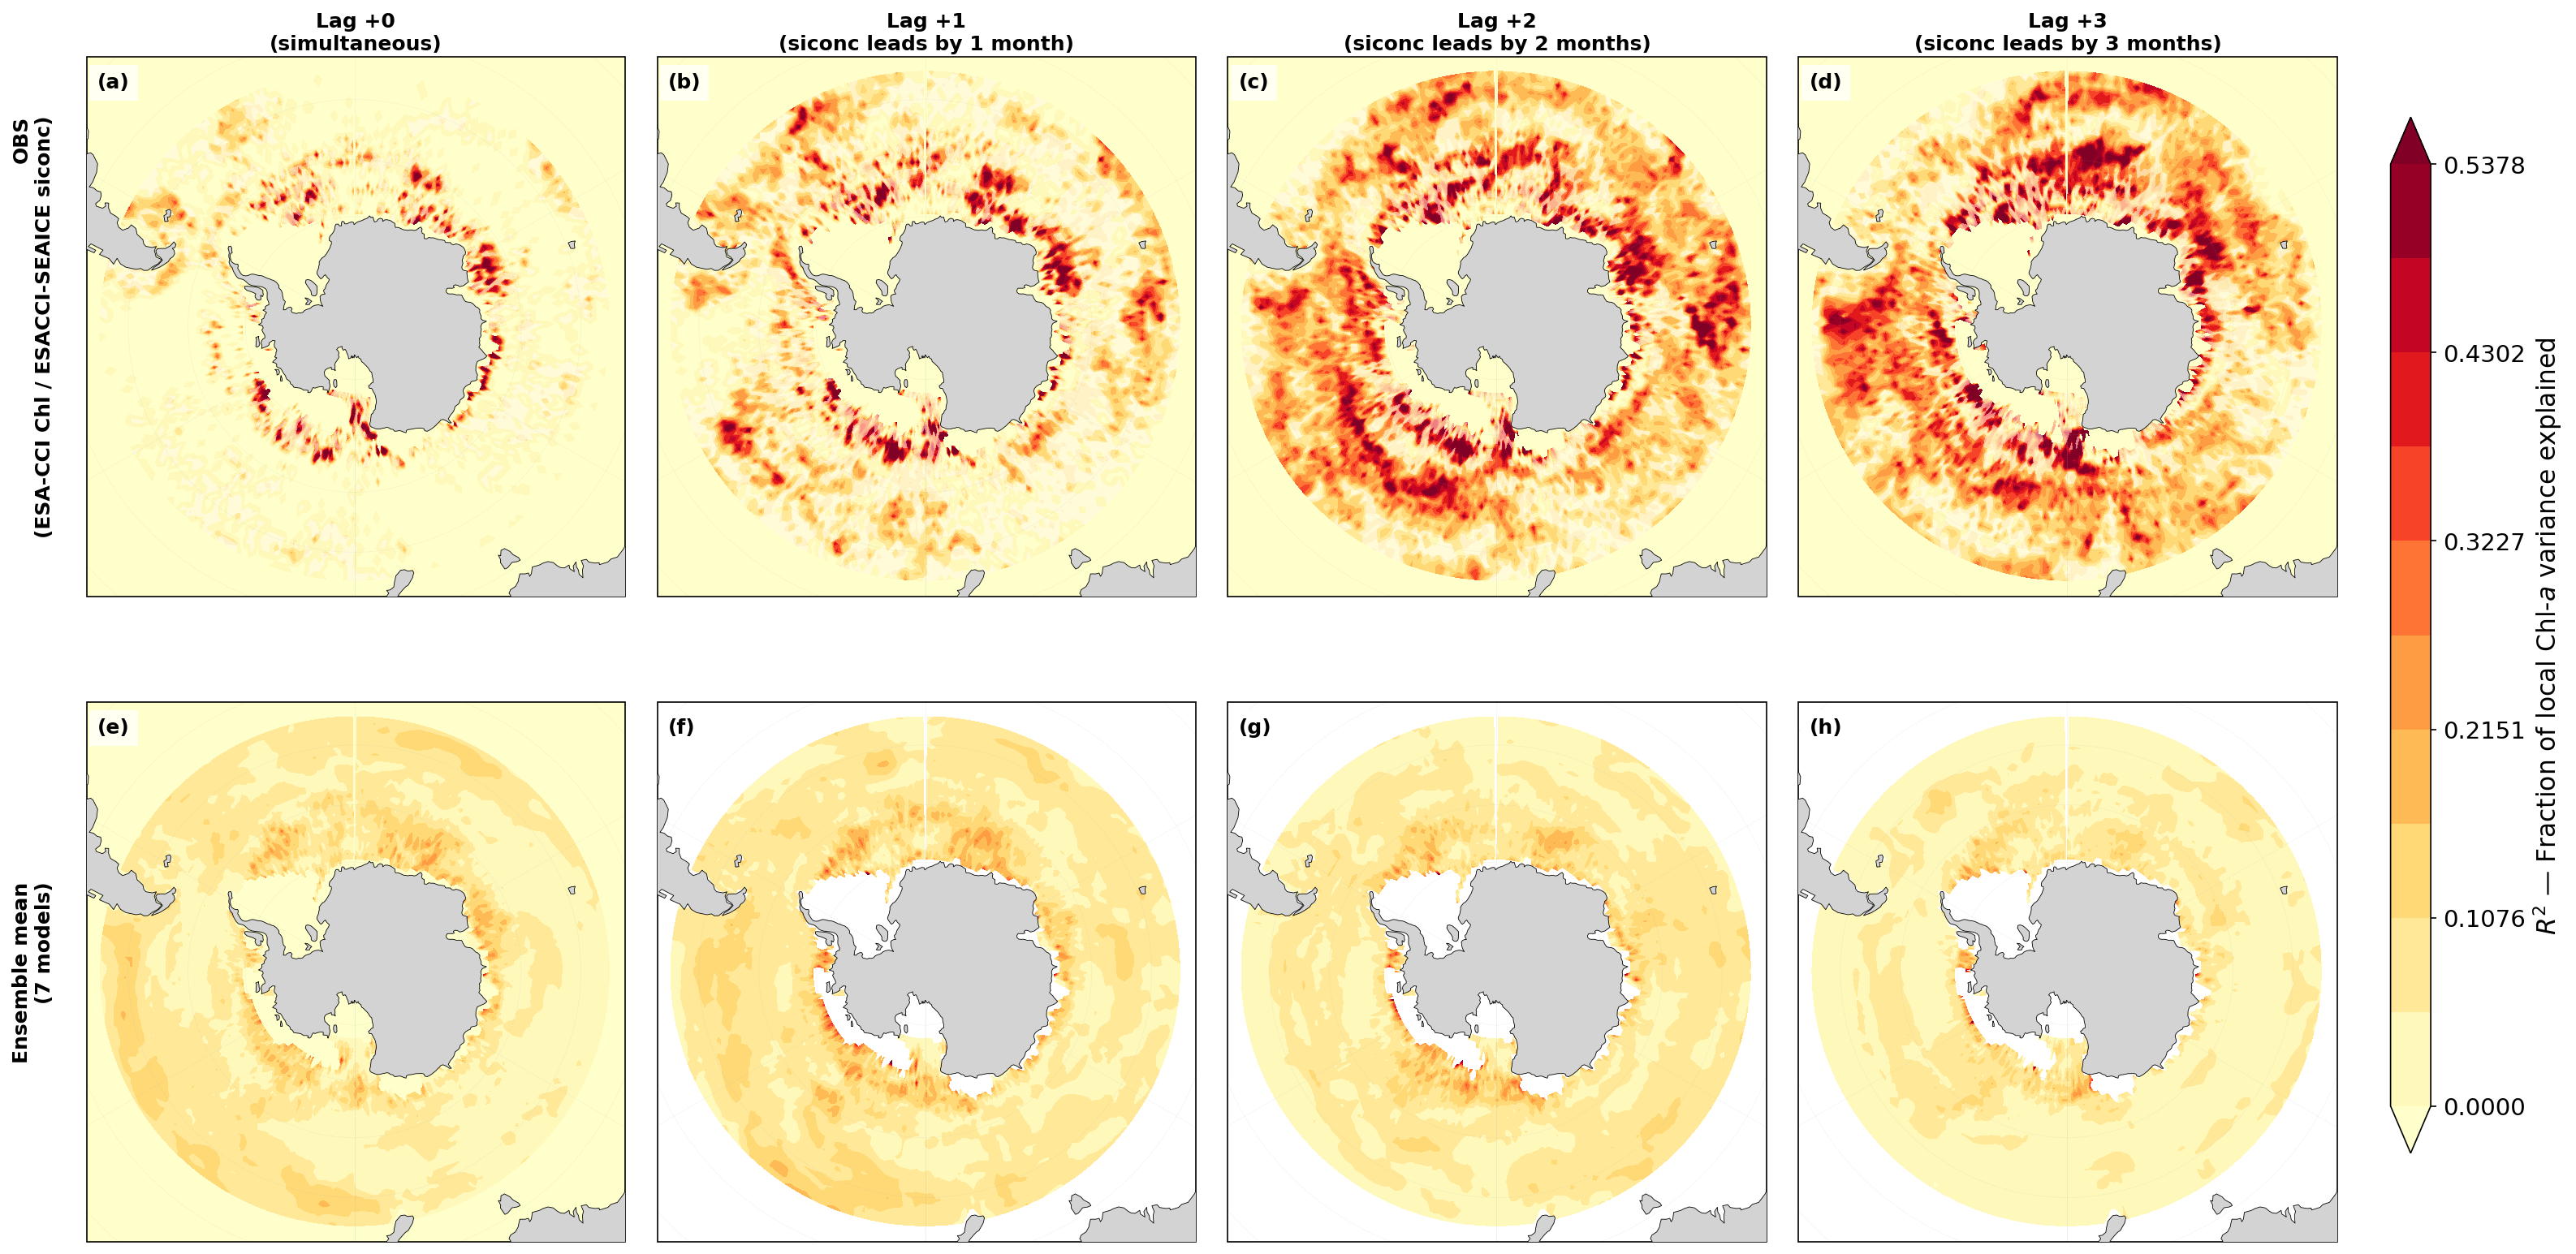 Lag +0
(simultaneous)
Lag +1
(siconc leads by 1 month)
Lag +2
(siconc leads by 2 months)
Lag +3
(siconc leads by 3 months)
OBS
(ESA-CCI Chl / ESACCI-SEAICE siconc)
(a)
(b)
(c)
(d)
Ensemble mean
(7 models)
(e)
(f)
(g)
(h)
0.5378
0.4302
0.3227
0.2151
0.1076
0.0000
R² — Fraction of local Chl-a variance explained